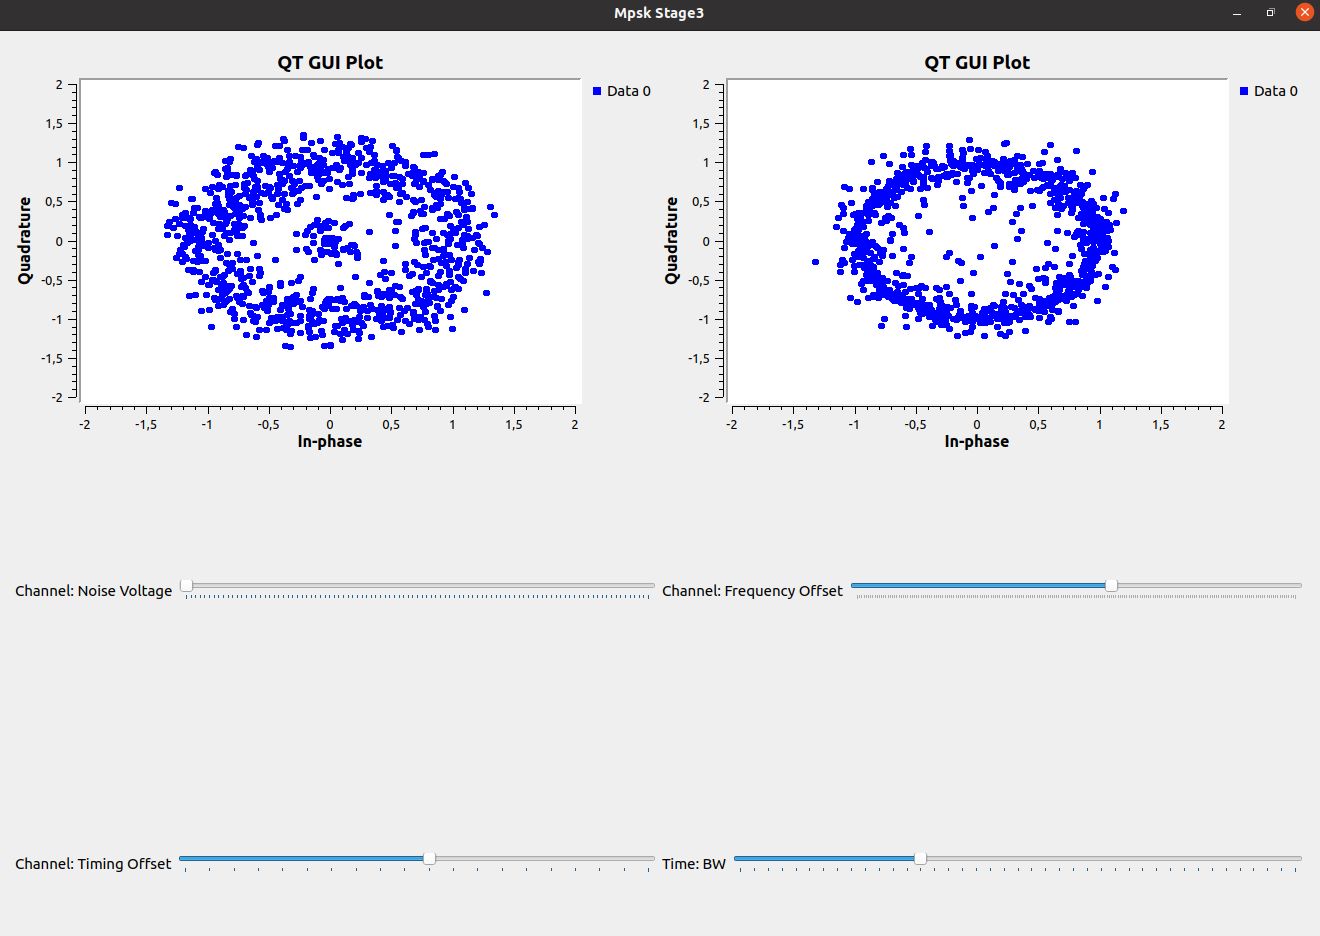 Mpsk Stage3
QT GUI Plot
Data 0
2
1,5
1
0,5
0
-0,5
-1
-1,5
-2
Quadrature
-2 -1,5 -1 -0,5 0 0,5 1 1,5 2
In-phase
QT GUI Plot
Data 0
2
1,5
1
0,5
0
-0,5
-1
-1,5
-2
Quadrature
-2 -1,5 -1 -0,5 0 0,5 1 1,5 2
In-phase
Channel: Noise Voltage
Channel: Frequency Offset
Channel: Timing Offset
Time: BW